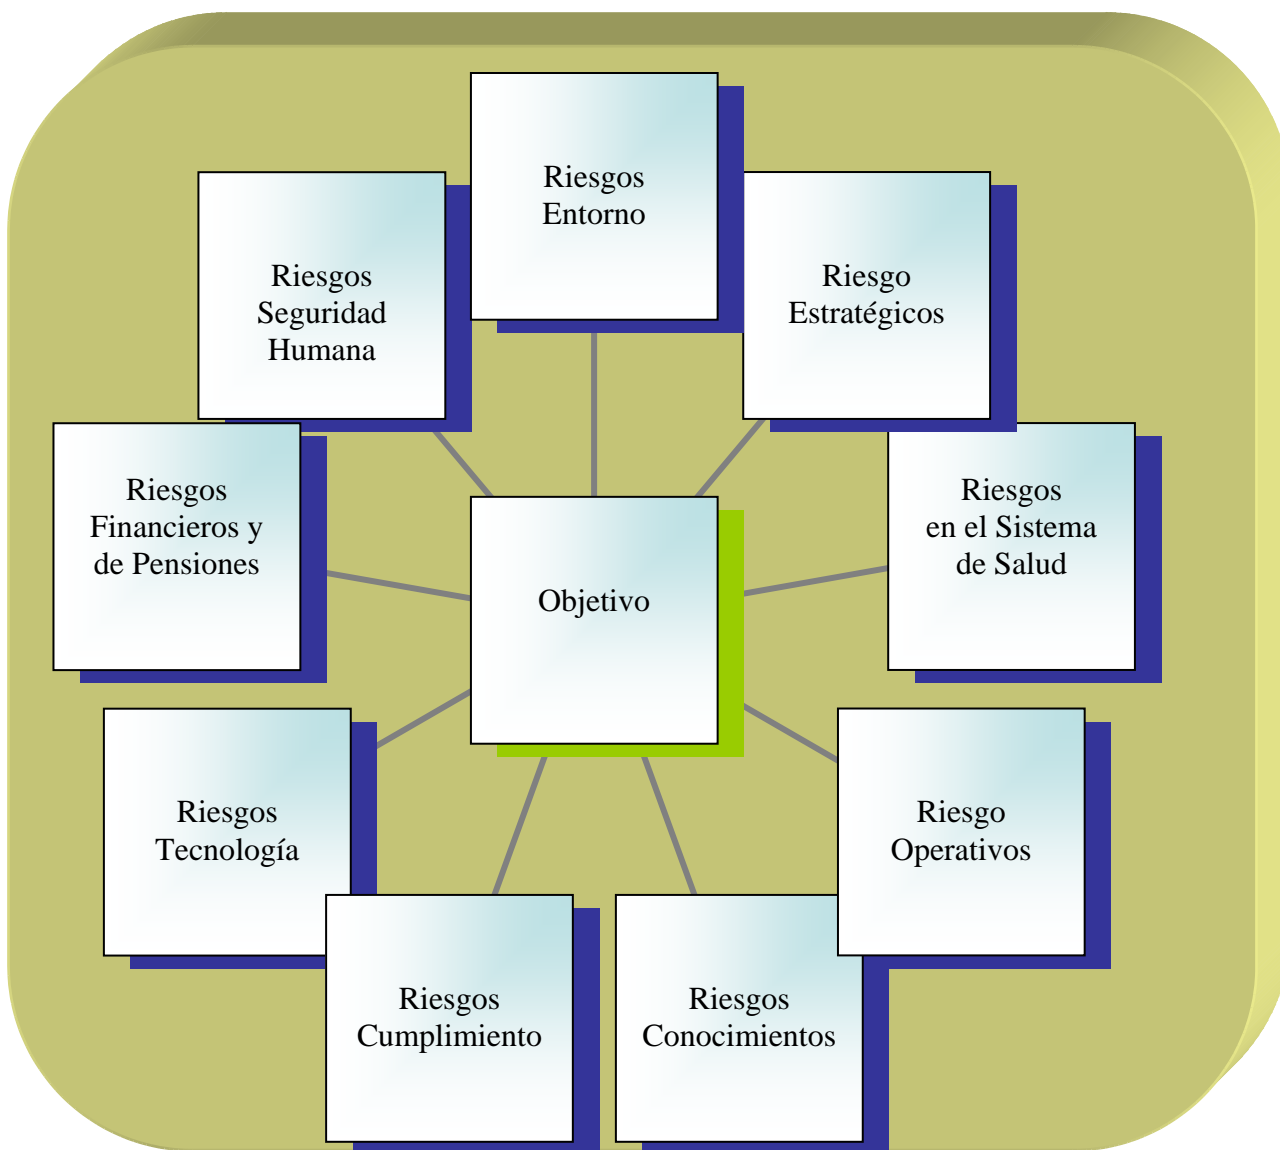 Riesgos
Entorno
Riesgo
Estratégicos
Riesgos
en el Sistema
de Salud
Riesgo
Operativos
Riesgos
Conocimientos
Riesgos
Cumplimiento
Riesgos
Tecnología
Riesgos
Financieros y
de Pensiones
Riesgos
Seguridad
Humana
Objetivo